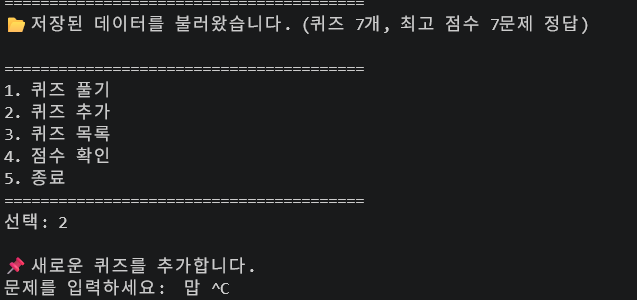 ========================================
📂 저장된 데이터를 불러왔습니다. (퀴즈 7개, 최고 점수 7문제 정답)
========================================
1. 퀴즈 풀기
2. 퀴즈 추가
3. 퀴즈 목록
4. 점수 확인
5. 종료
========================================
선택: 2
📌 새로운 퀴즈를 추가합니다.
문제를 입력하세요:  맙 ^C